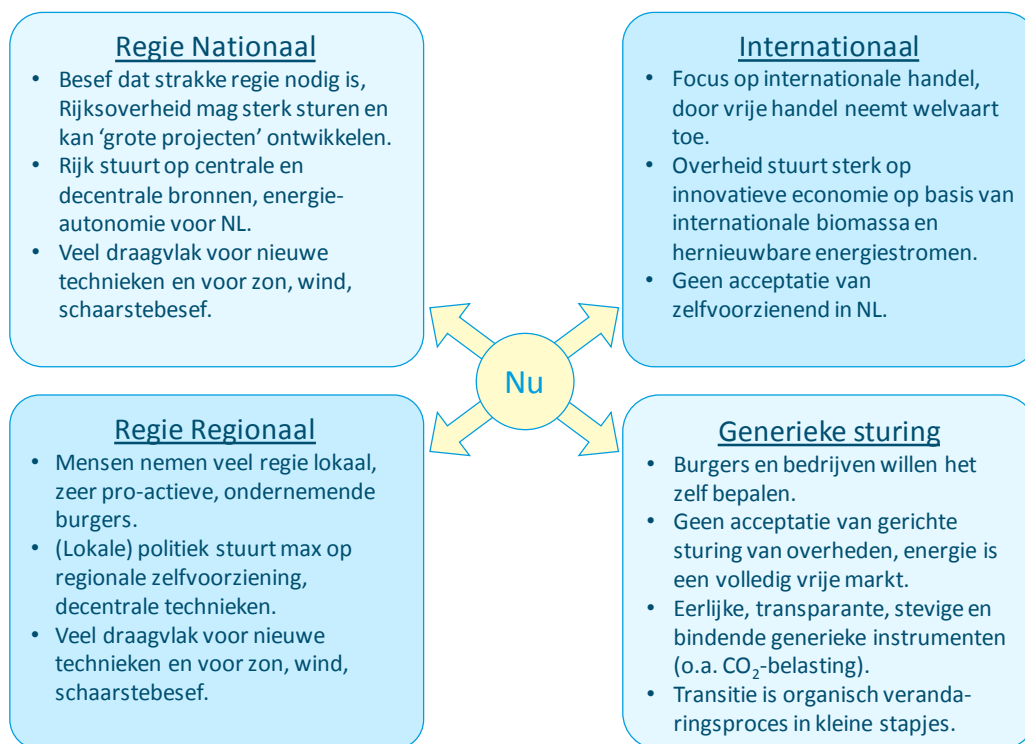 Regie Nationaal
• Besef dat strakke regie nodig is,
Rijksoverheid mag sterk sturen en
kan ‘grote projecten’ ontwikkelen.
• Rijk stuurt op centrale en
decentrale bronnen, energie-
autonomie voor NL.
• Veel draagvlak voor nieuwe
technieken en voor zon, wind,
schaarstebesef.
Internationaal
• Focus op internationale handel,
door vrije handel neemt welvaart
toe.
• Overheid stuurt sterk op
innovatieve economie op basis van
internationale biomassa en
hernieuwbare energiestromen.
• Geen acceptatie van
zelfvoorzienend in NL.
Nu
Regie Regionaal
• Mensen nemen veel regie lokaal,
zeer pro-actieve, ondernemende
burgers.
• (Lokale) politiek stuurt max op
regionale zelfvoorziening,
decentrale technieken.
• Veel draagvlak voor nieuwe
technieken en voor zon, wind,
schaarstebesef.
Generieke sturing
• Burgers en bedrijven willen het
zelf bepalen.
• Geen acceptatie van gerichte
sturing van overheden, energie is
een volledig vrije markt.
• Eerlijke, transparante, stevige en
bindende generieke instrumenten
(o.a. CO₂-belasting).
• Transitie is organisch veranda-
ringsproces in kleine stapjes.